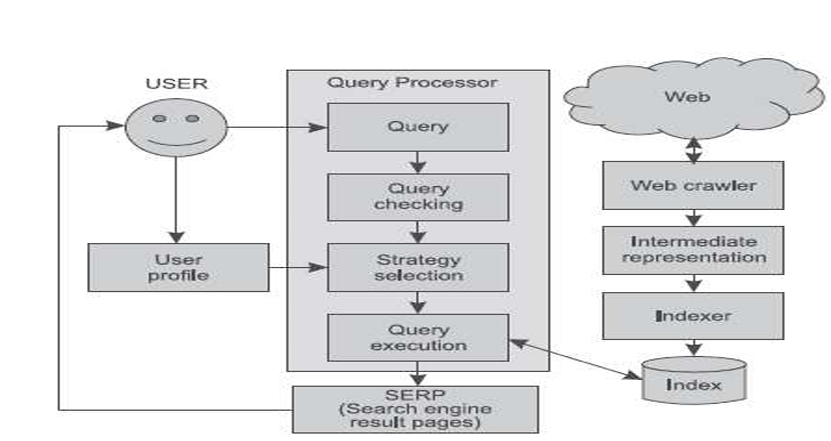 USER
Query Processor
Query
Query
checking
Strategy
selection
Query
execution
User
profile
SERP
(Search engine
result pages)
Web
Web crawler
Intermediate
representation
Indexer
Index